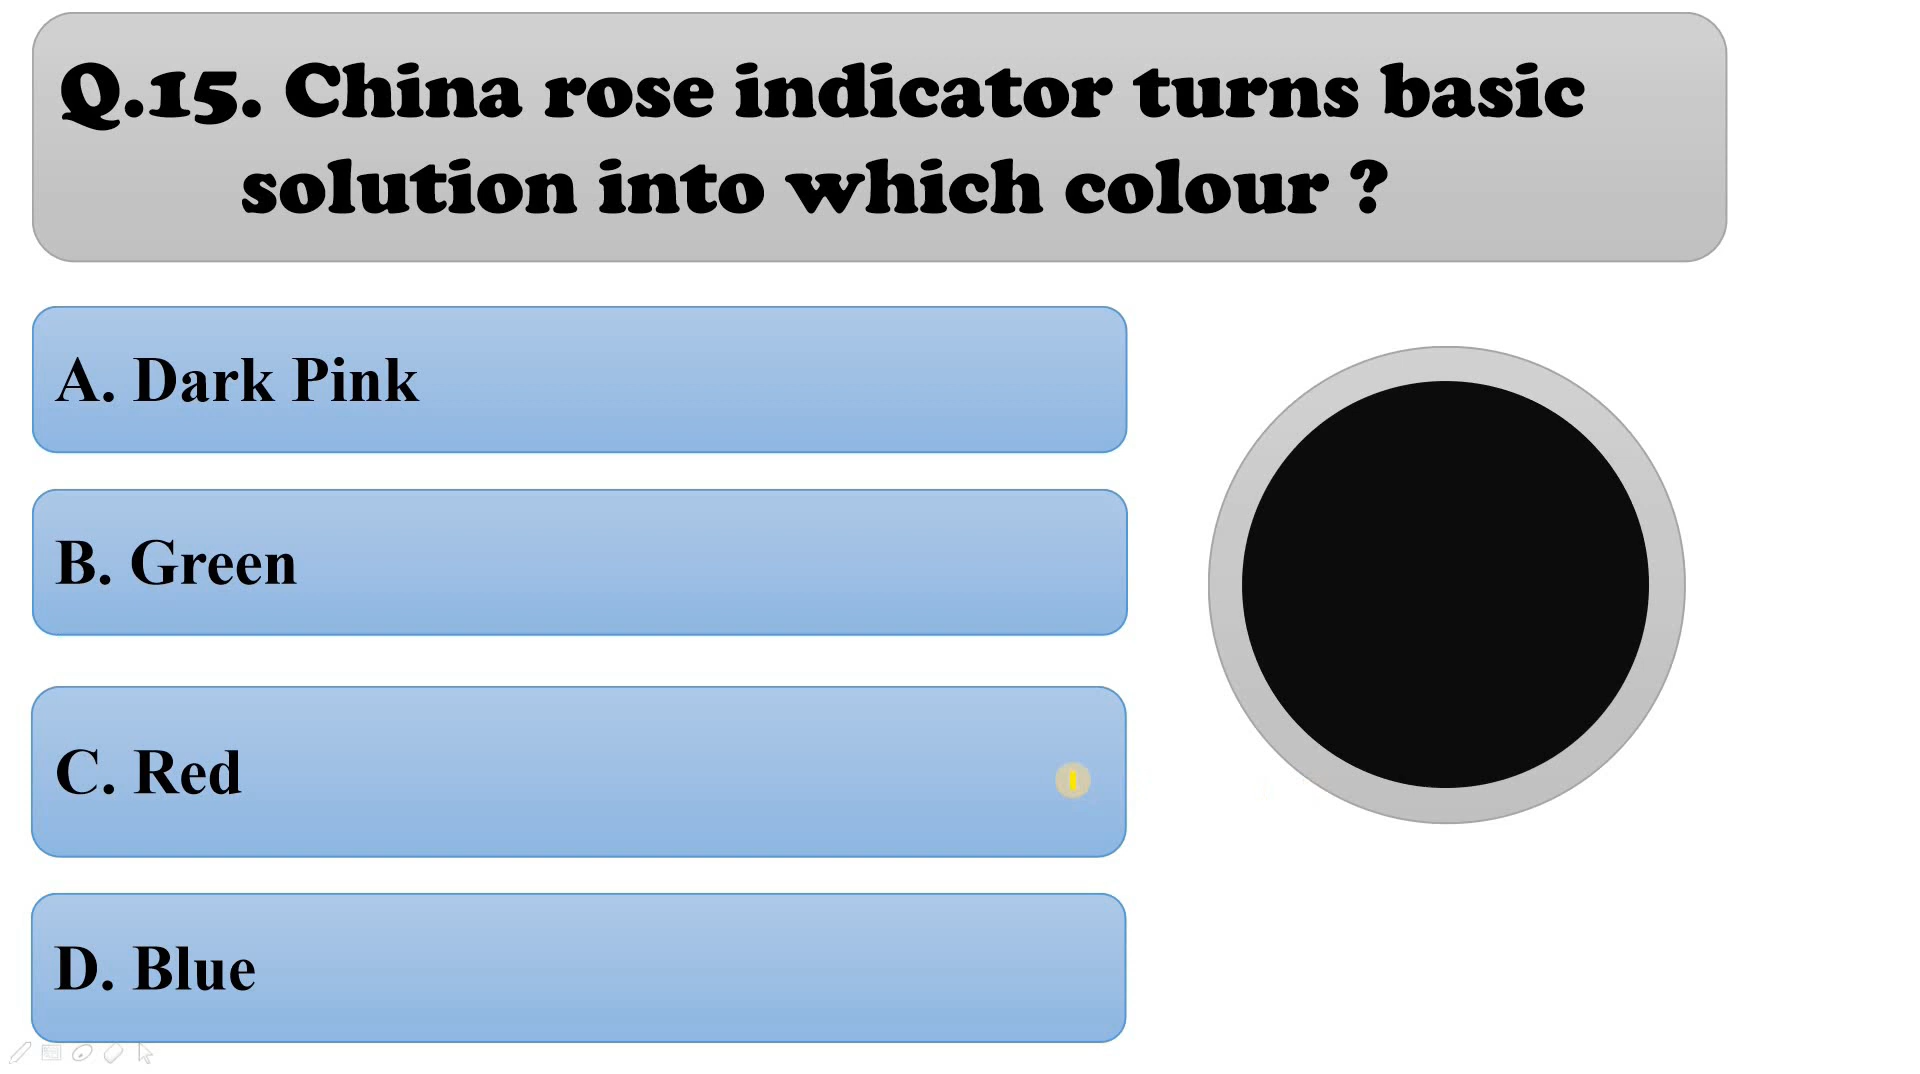 Q.15. China rose indicator turns basic
solution into which colour ?
A. Dark Pink
B. Green
C. Red
D. Blue